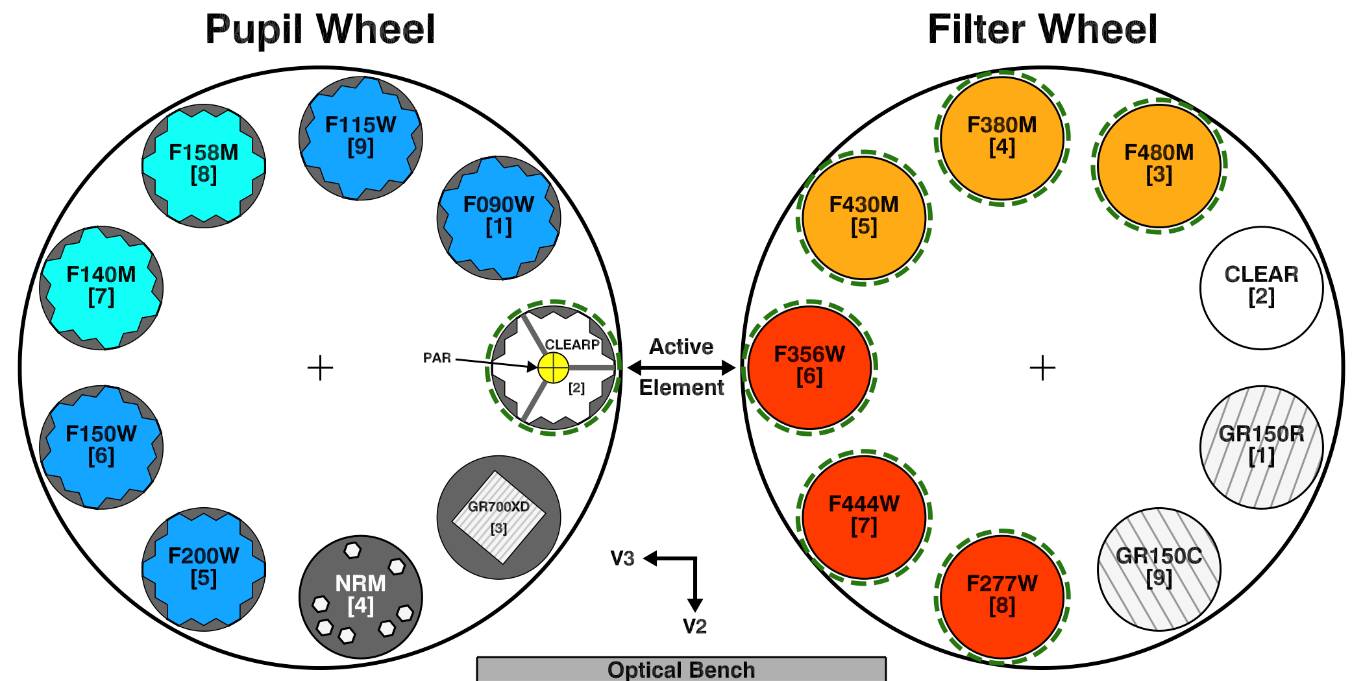 Pupil Wheel
Filter Wheel
F115W
[9]
F158M
[8]
F090W
[1]
F140M
[7]
CLEARP
[2]
PAR
F150W
[6]
GR700XD
[3]
F200W
[5]
NRM
[4]
Active
Element
V3
V2
Optical Bench
F380M
[4]
F480M
[3]
F430M
[5]
CLEAR
[2]
F356W
[6]
GR150R
[1]
F444W
[7]
GR150C
[9]
F277W
[8]